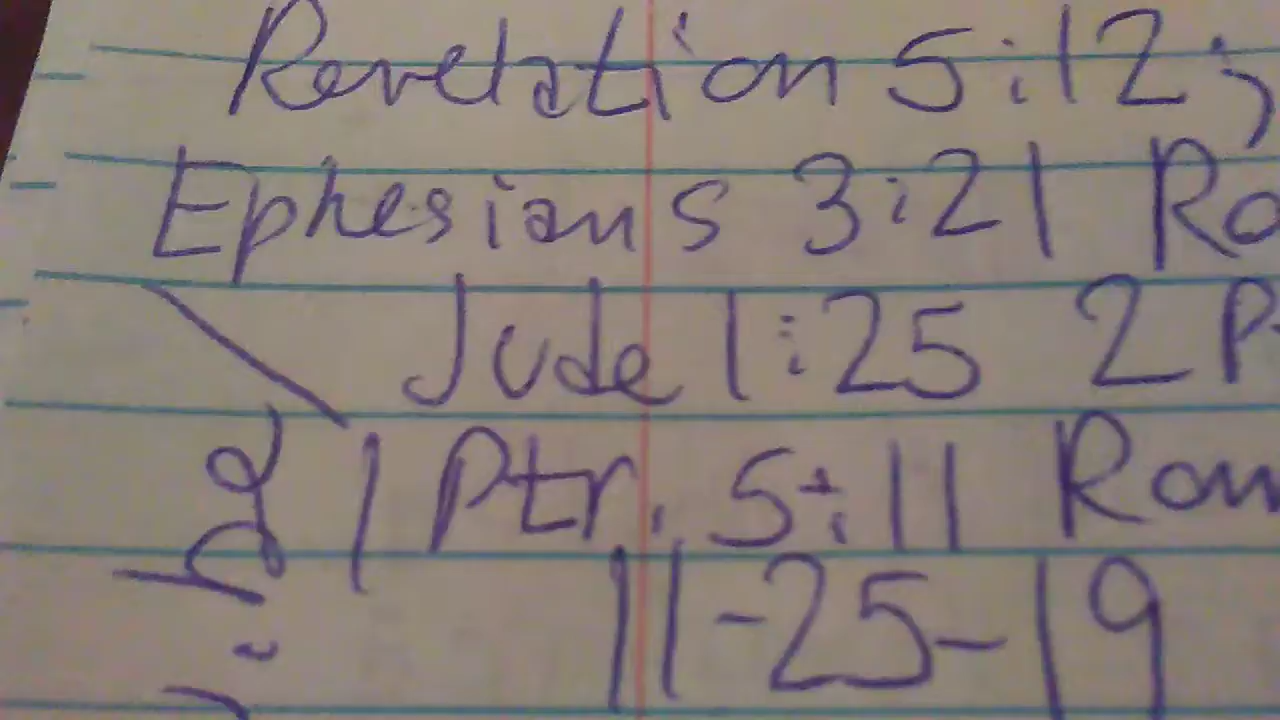 Revelation 5:12;
Ephesians 3:21 Ro
Jude 1:25 2 P
1 Ptr. 5:11 Rom
11-25-19